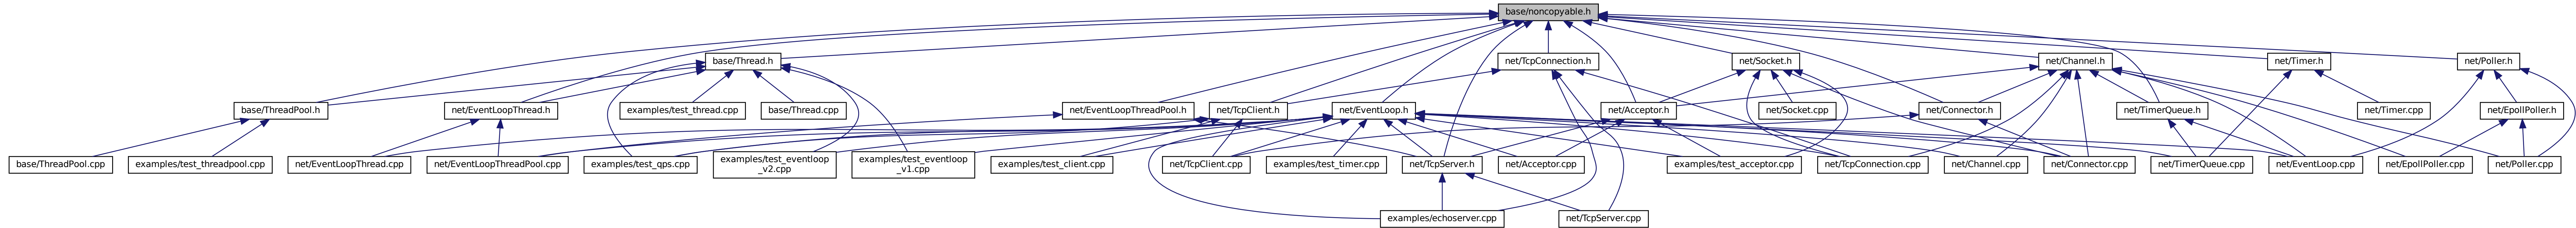 base/noncopyable.h
base/Thread.h
net/TcpConnection.h
net/Socket.h
net/Channel.h
net/Timer.h
net/Poller.h
base/ThreadPool.h
net/EventLoopThread.h
examples/test_thread.cpp
base/Thread.cpp
net/EventLoopThreadPool.h
net/TcpClient.h
net/EventLoop.h
net/Acceptor.h
net/Socket.cpp
net/Connector.h
net/TimerQueue.h
net/Timer.cpp
net/EpollPoller.h
base/ThreadPool.cpp
examples/test_threadpool.cpp
net/EventLoopThread.cpp
net/EventLoopThreadPool.cpp
examples/test_qps.cpp
examples/test_eventloop
_v2.cpp
examples/test_eventloop
_v1.cpp
examples/test_client.cpp
net/TcpClient.cpp
examples/test_timer.cpp
net/TcpServer.h
net/Acceptor.cpp
examples/test_acceptor.cpp
net/TcpConnection.cpp
net/Channel.cpp
net/Connector.cpp
net/TimerQueue.cpp
net/EventLoop.cpp
net/EpollPoller.cpp
net/Poller.cpp
examples/echoserver.cpp
net/TcpServer.cpp